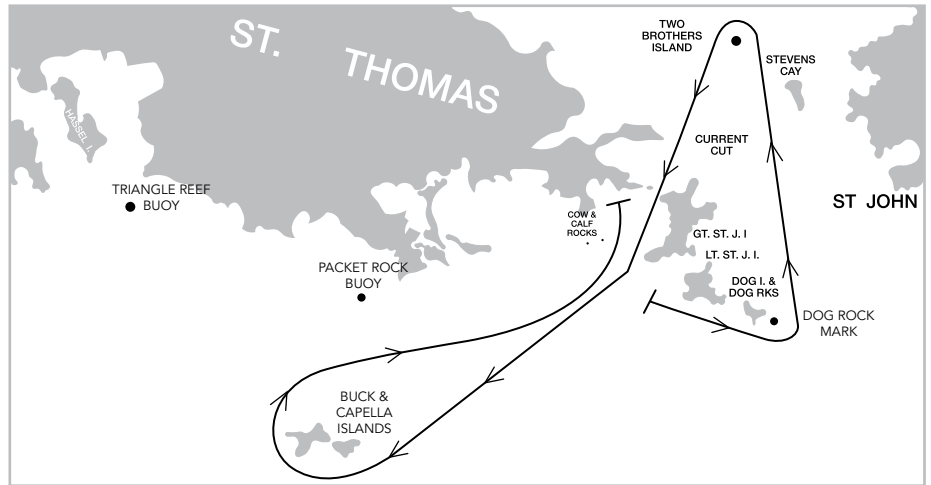 ST. THOMAS
TWO
BROTHERS
ISLAND
STEVENS
CAY
HASSEL I.
CURRENT
CUT
TRIANGLE REEF
BUOY
ST JOHN
COW &
CALF
ROCKS
GT. ST. J. I
LT. ST. J. I.
PACKET ROCK
BUOY
DOG I. &
DOG RKS
DOG ROCK
MARK
BUCK &
CAPELLA
ISLANDS